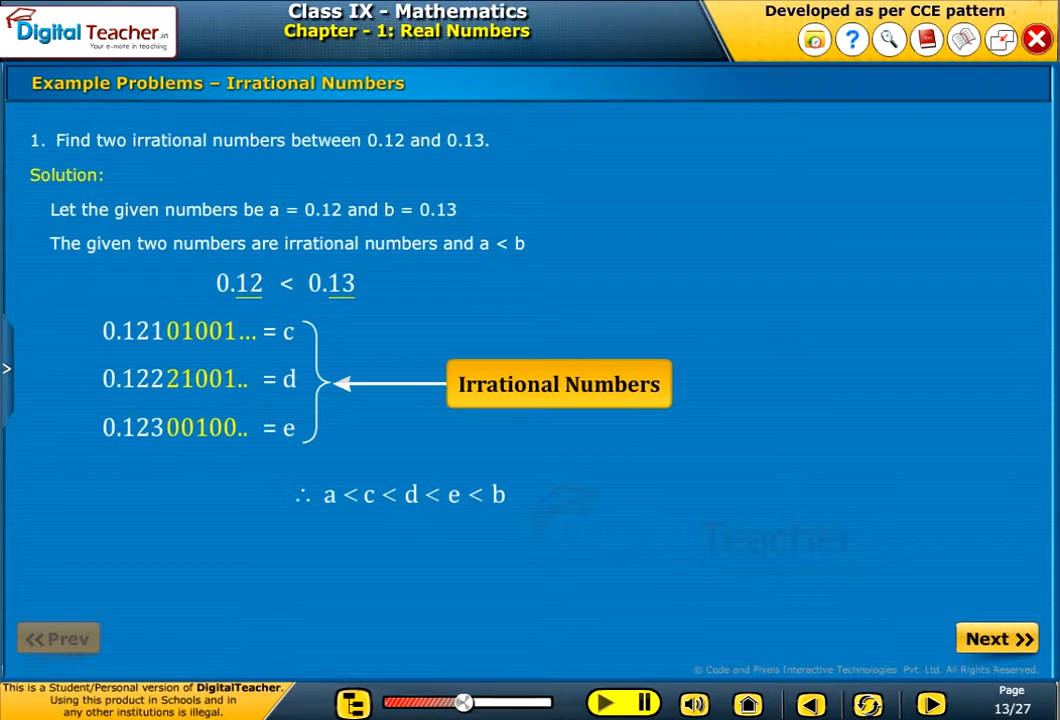 Digital Teacher.in
Your e-mate in teaching
Class IX - Mathematics
Chapter - 1: Real Numbers
Developed as per CCE pattern
Example Problems – Irrational Numbers
1. Find two irrational numbers between 0.12 and 0.13.
Solution:
Let the given numbers be a = 0.12 and b = 0.13
The given two numbers are irrational numbers and a < b
0.12 < 0.13
0.12101001... = c
0.12221001.. = d
Irrational Numbers
0.12300100.. = e
∴ a < c < d < e < b
Teacher
<< Prev
Next >>
© Code and Pixels Interactive Technologies Pvt. Ltd. All Rights Reserved.
This is a Student/Personal version of DigitalTeacher.
Using this product in Schools and in
any other institutions is illegal.
Page
13/27